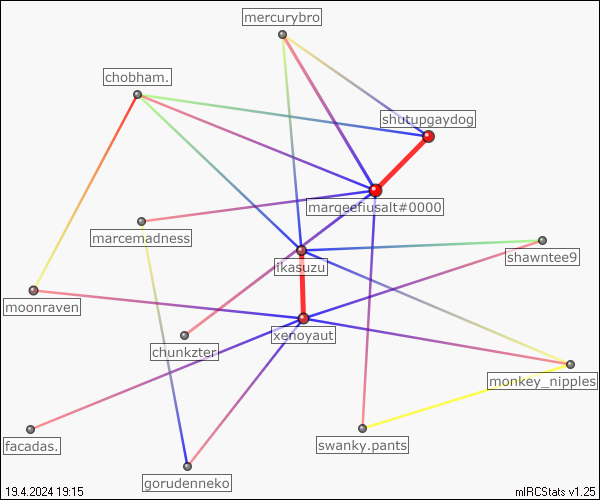 mercurybro
chobham.
shutupgaydog
marqeefiusalt#0000
marcemadness
ikasuzu
shawntee9
moonraven
xenoyaut
chunkzter
monkey_nipples
facadas.
swanky.pants
gorudenneko
19.4.2024 19:15
mIRCStats v1.25